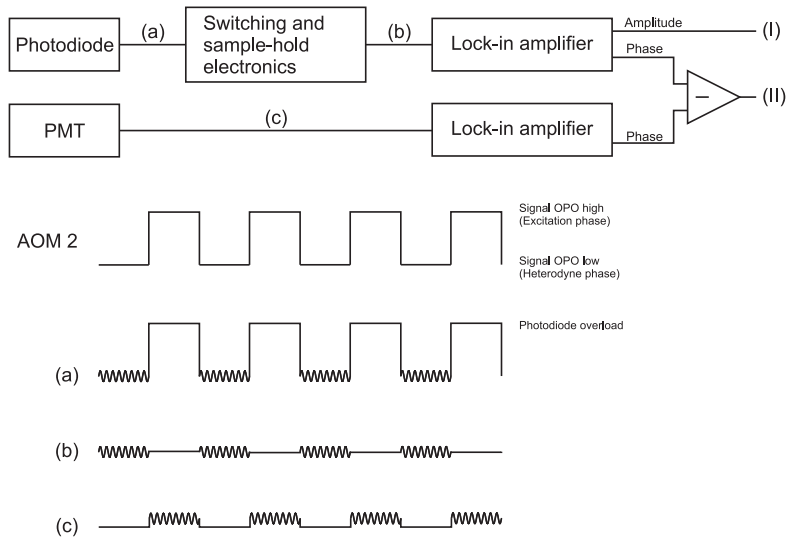 Photodiode
(a)
Switching and
sample-hold
electronics
(b)
Lock-in amplifier
Amplitude
(I)
Phase
−
(II)
PMT
(c)
Lock-in amplifier
Phase
AOM 2
Signal OPO high
(Excitation phase)
Signal OPO low
(Heterodyne phase)
Photodiode overload
(a)
(b)
(c)